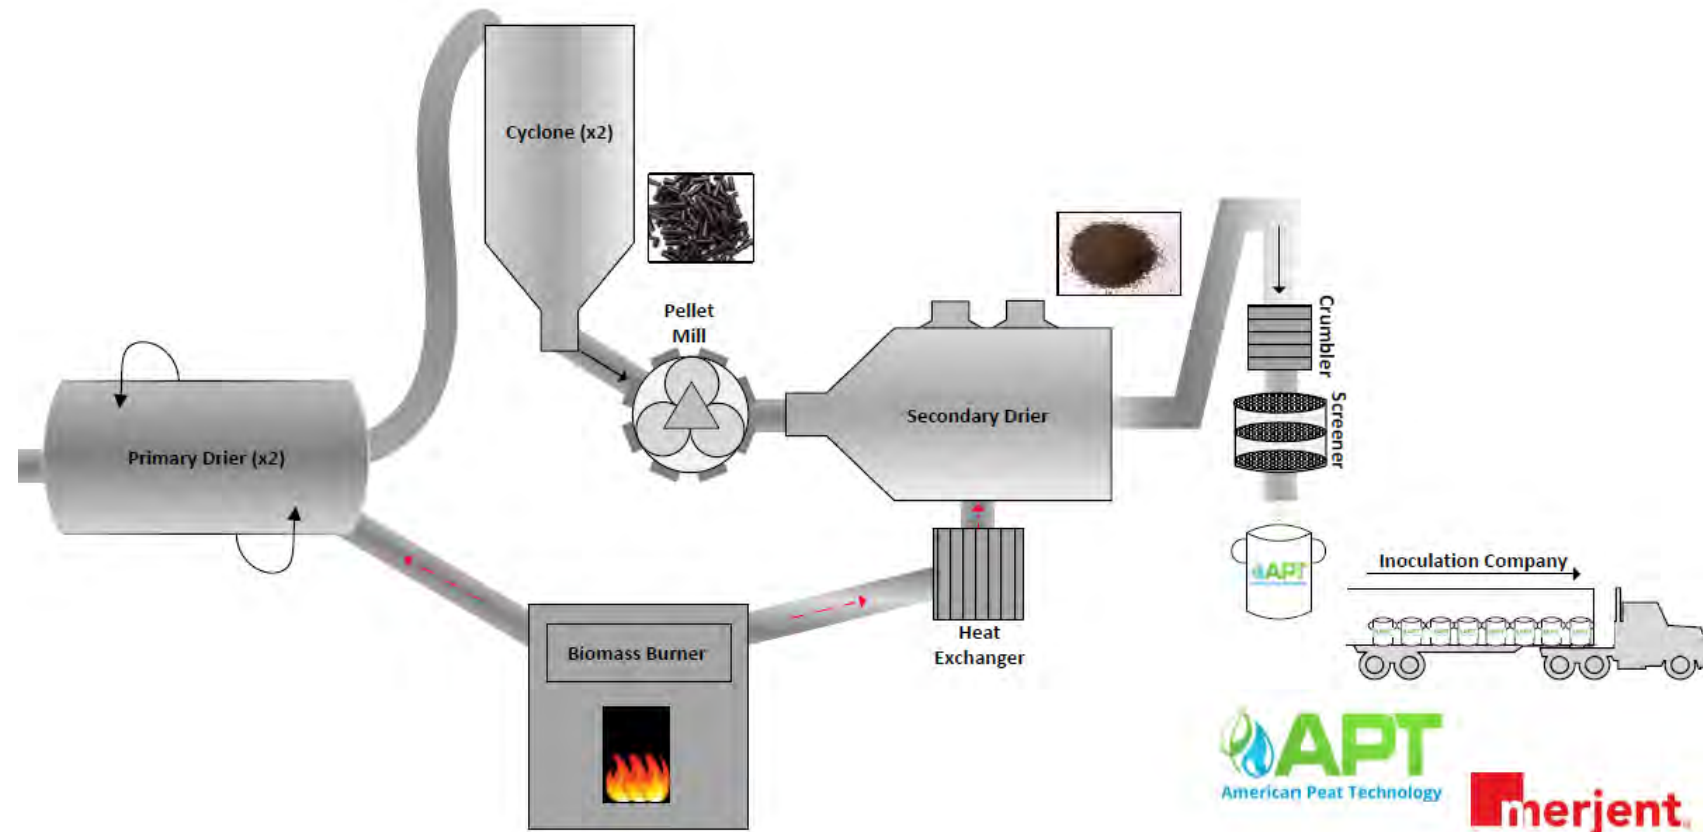 Cyclone (x2)
Pellet
Mill
Crumbler
Screener
Secondary Drier
Primary Drier (x2)
APT
Inoculation Company
Heat
Exchanger
Biomass Burner
APT
American Peat Technology
merjent